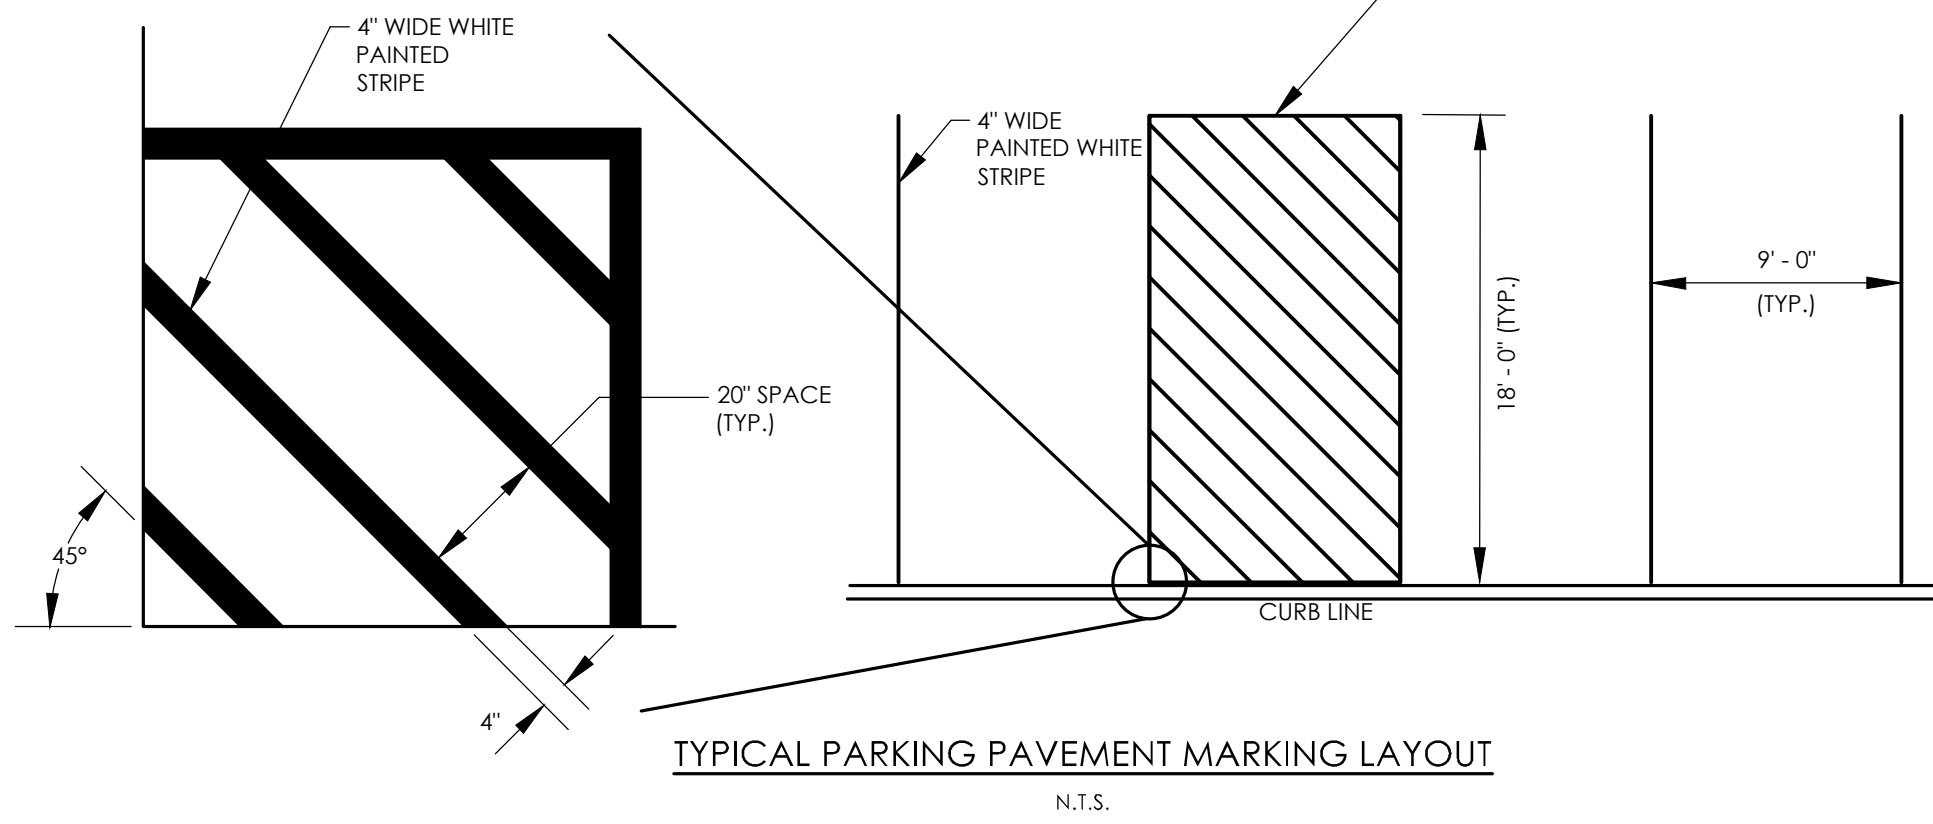 4" WIDE WHITE
PAINTED
STRIPE
4" WIDE
PAINTED WHITE
STRIPE
9' - 0"
(TYP.)
18' - 0" (TYP.)
20" SPACE
(TYP.)
45°
CURB LINE
4"
TYPICAL PARKING PAVEMENT MARKING LAYOUT
N.T.S.